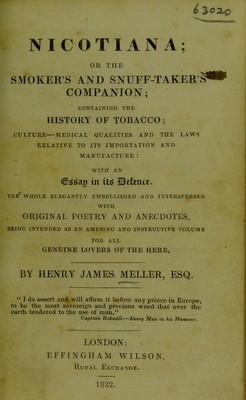 63020
NICOTIANA;
OR THE
SMOKER'S AND SNUFF-TAKER'S
COMPANION;
CONTAINING THE
HISTORY OF TOBACCO;
CULTURE—MEDICAL QUALITIES AND THE LAWS
RELATIVE TO ITS IMPORTATION AND
MANUFACTURE:
WITH AN
Essay in its Defence.
THE WHOLE ELEGANTLY EMBELLISHED AND INTERSPERSED
WITH
ORIGINAL POETRY AND ANECDOTES,
BEING INTENDED AS AN AMUSING AND INSTRUCTIVE VOLUME
FOR ALL
GENUINE LOVERS OF THE HERB,
BY HENRY JAMES MELLER, ESQ.
"I do assert and will affirm it before any prince in Europe,
to be the most sovereign and precious weed that ever the
earth tendered to the use of man,"
Captain Bobadil—Every Man in his Humour.
LONDON:
EFFINGHAM WILSON,
ROYAL EXCHANGE.
1832.